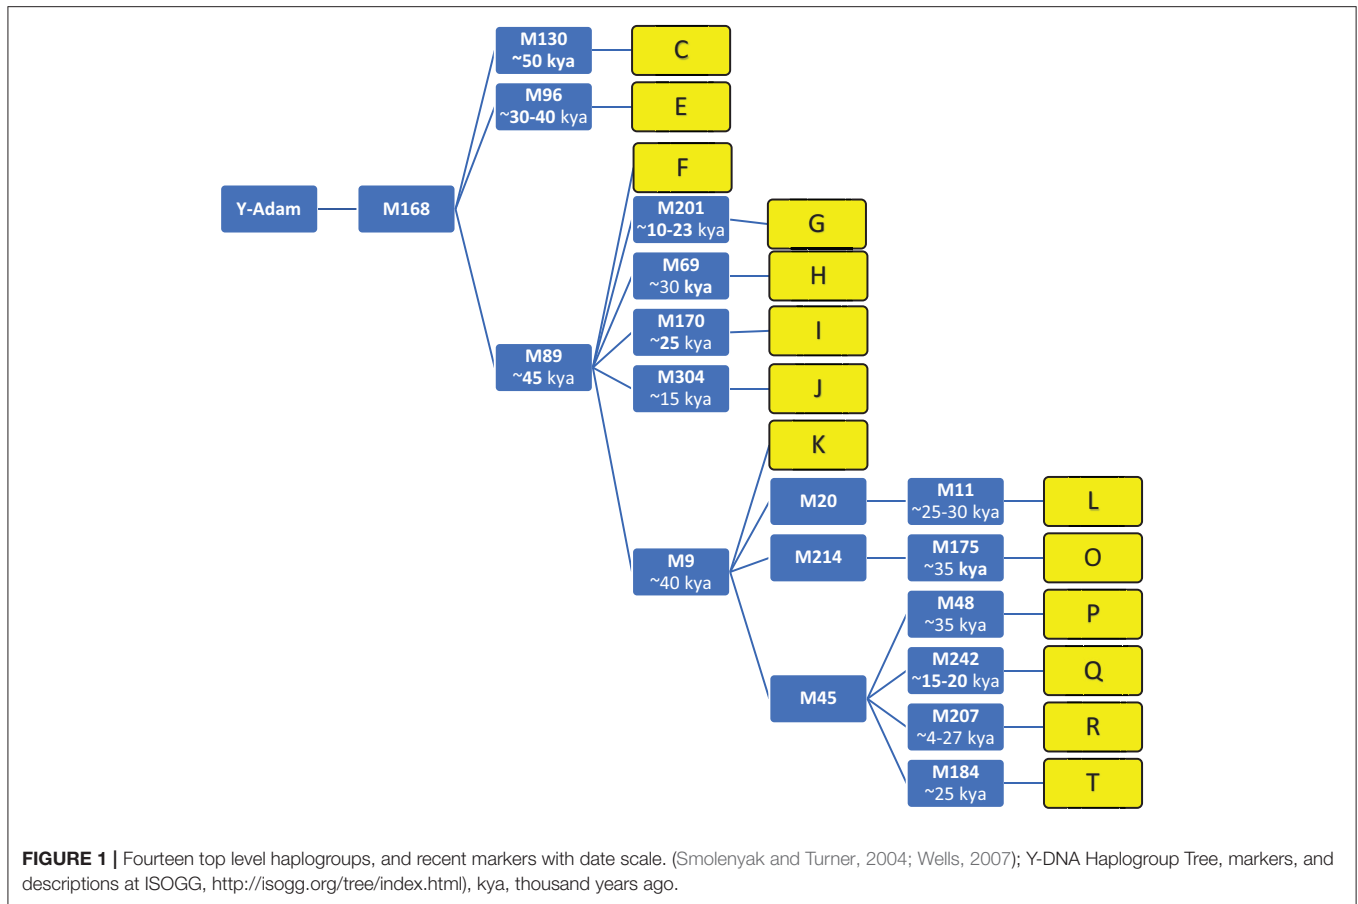 M130
~50 kya
C
M96
~30-40 kya
E
F
Y-Adam
M168
M201
~10-23 kya
G
M69
~30 kya
H
M170
~25 kya
I
M89
~45 kya
M304
~15 kya
J
K
M20
M11
~25-30 kya
L
M9
~40 kya
M214
M175
~35 kya
O
M48
~35 kya
P
M45
M242
~15-20 kya
Q
M207
~4-27 kya
R
M184
~25 kya
T
FIGURE 1 | Fourteen top level haplogroups, and recent markers with date scale. (Smolenyak and Turner, 2004; Wells, 2007); Y-DNA Haplogroup Tree, markers, and
descriptions at ISOGG, http://isogg.org/tree/index.html), kya, thousand years ago.